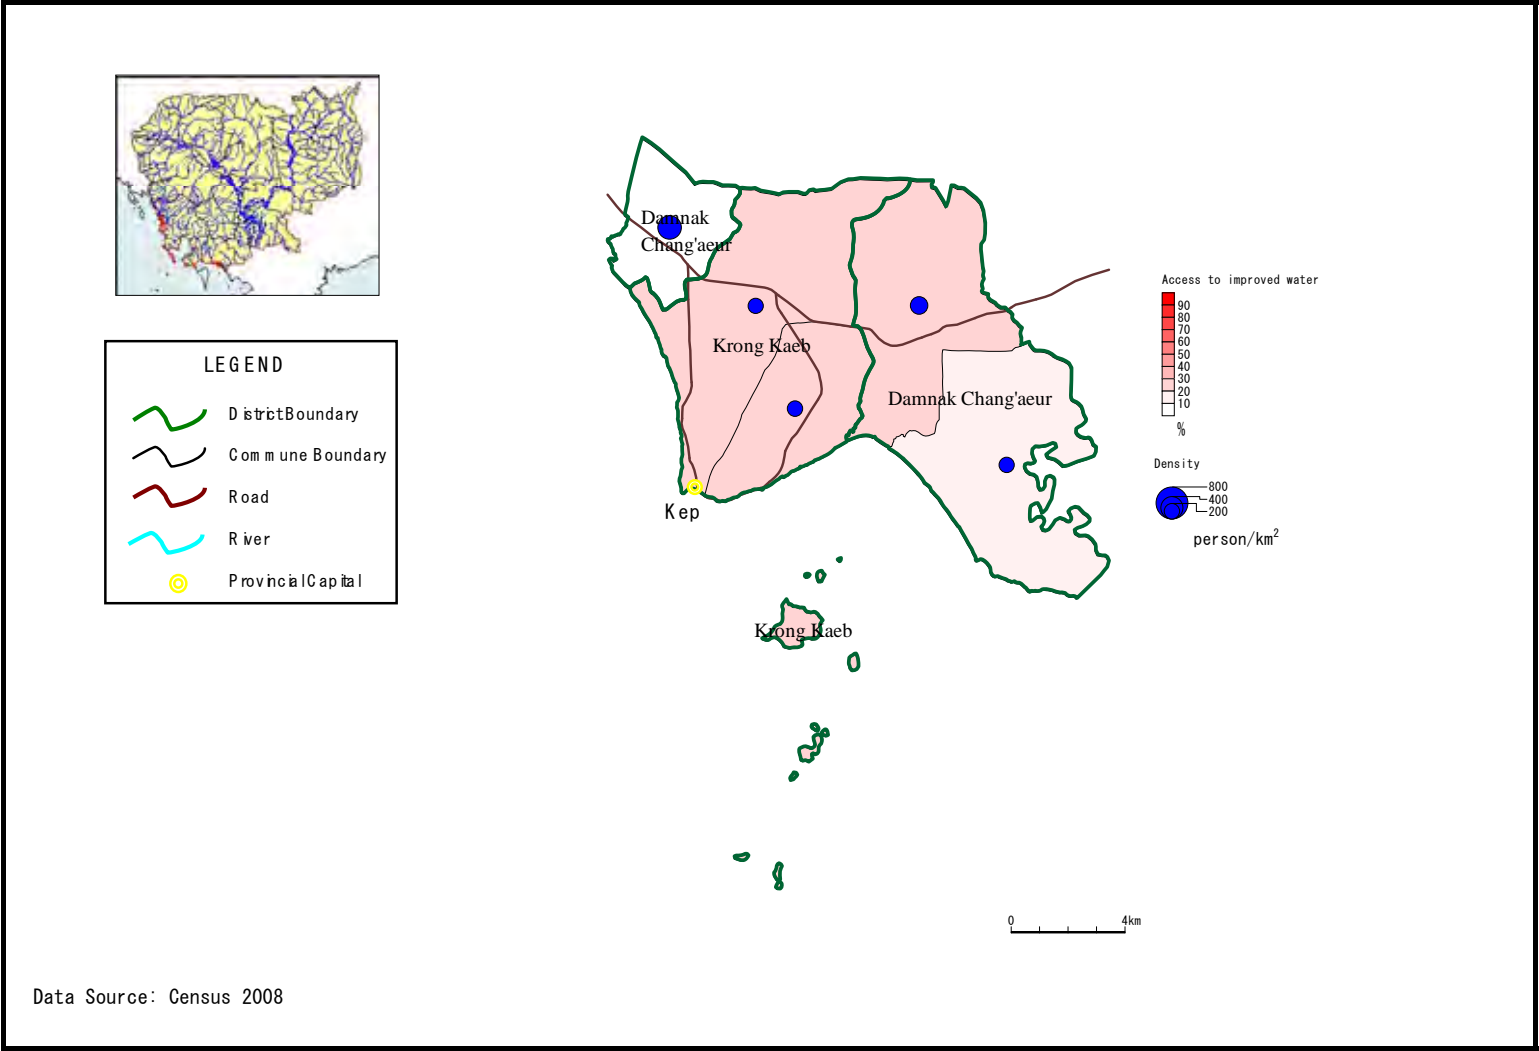 Damnak
Chang'aeur
Krong Kaeb
Damnak Chang'aeur
Kep
Krong Kaeb
LEGEND
District Boundary
Commune Boundary
Road
River
Provincial Capital
Access to improved water
90
80
70
60
50
40
30
20
10
%
Density
800
400
200
person/km²
0 4km
Data Source: Census 2008